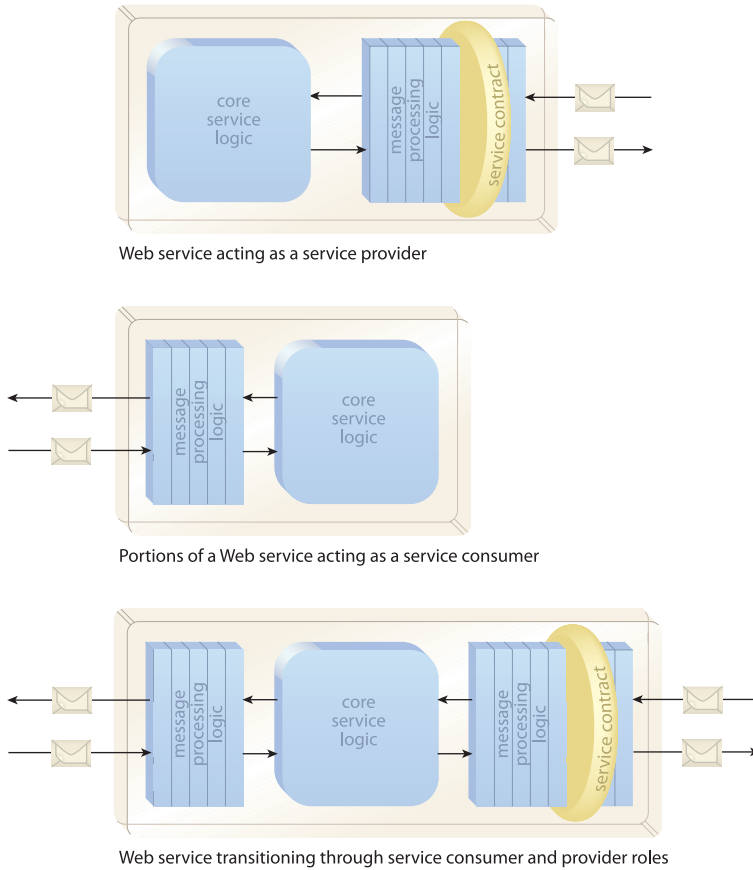 core
service
logic
message
processing
logic
service contract
Web service acting as a service provider
message
processing
logic
core
service
logic
Portions of a Web service acting as a service consumer
message
processing
logic
core
service
logic
message
processing
logic
service contract
Web service transitioning through service consumer and provider roles